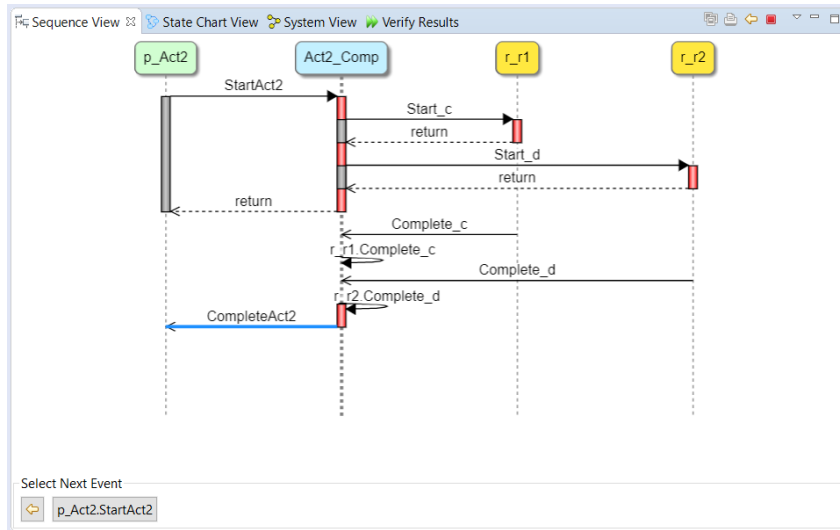 Sequence View State Chart View System View Verify Results
p_Act2 Act2_Comp r_r1 r_r2
StartAct2
Start_c
return
Start_d
return
return
Complete_c
r_r1.Complete_c
Complete_d
r_r2.Complete_d
CompleteAct2
Select Next Event
p_Act2.StartAct2